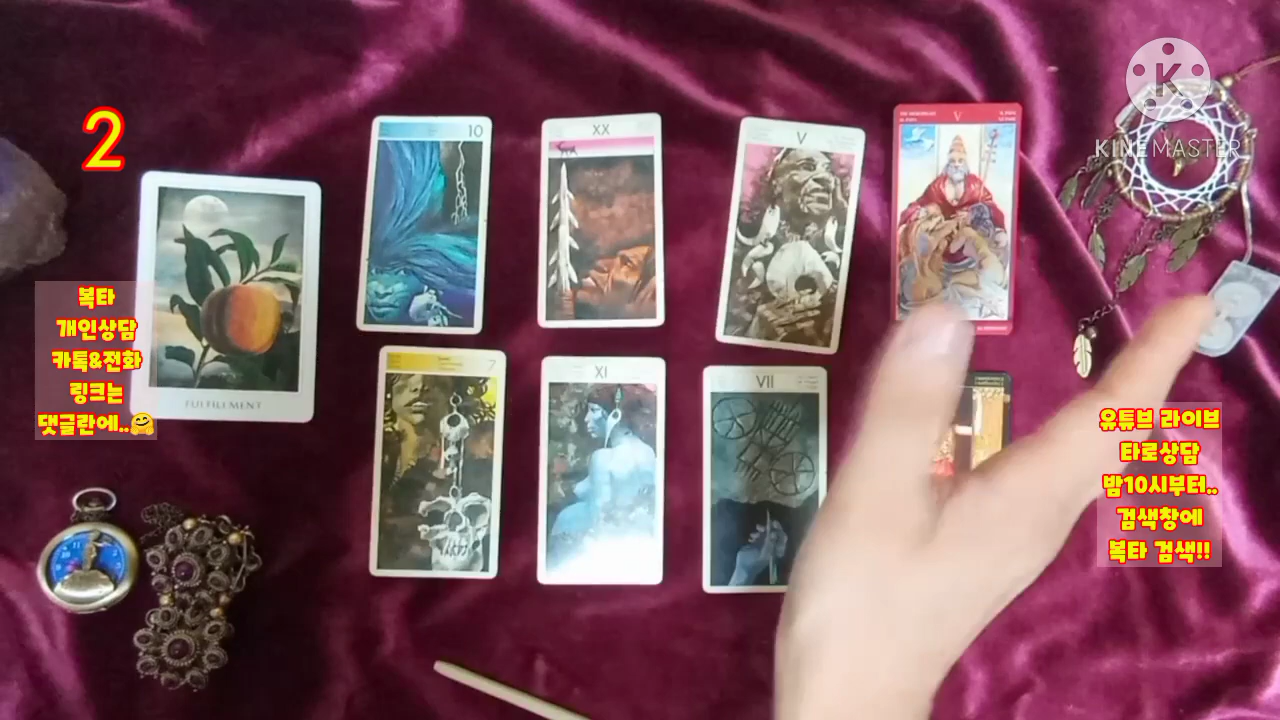 2
복타
개인상담
카톡&전화
링크는
댓글란에..🤗
FULFILLMENT
10
XX
V
V
7
XI
VII
KINEMASTER
유튜브 라이브
타로상담
밤10시부터..
검색창에
복타 검색!!